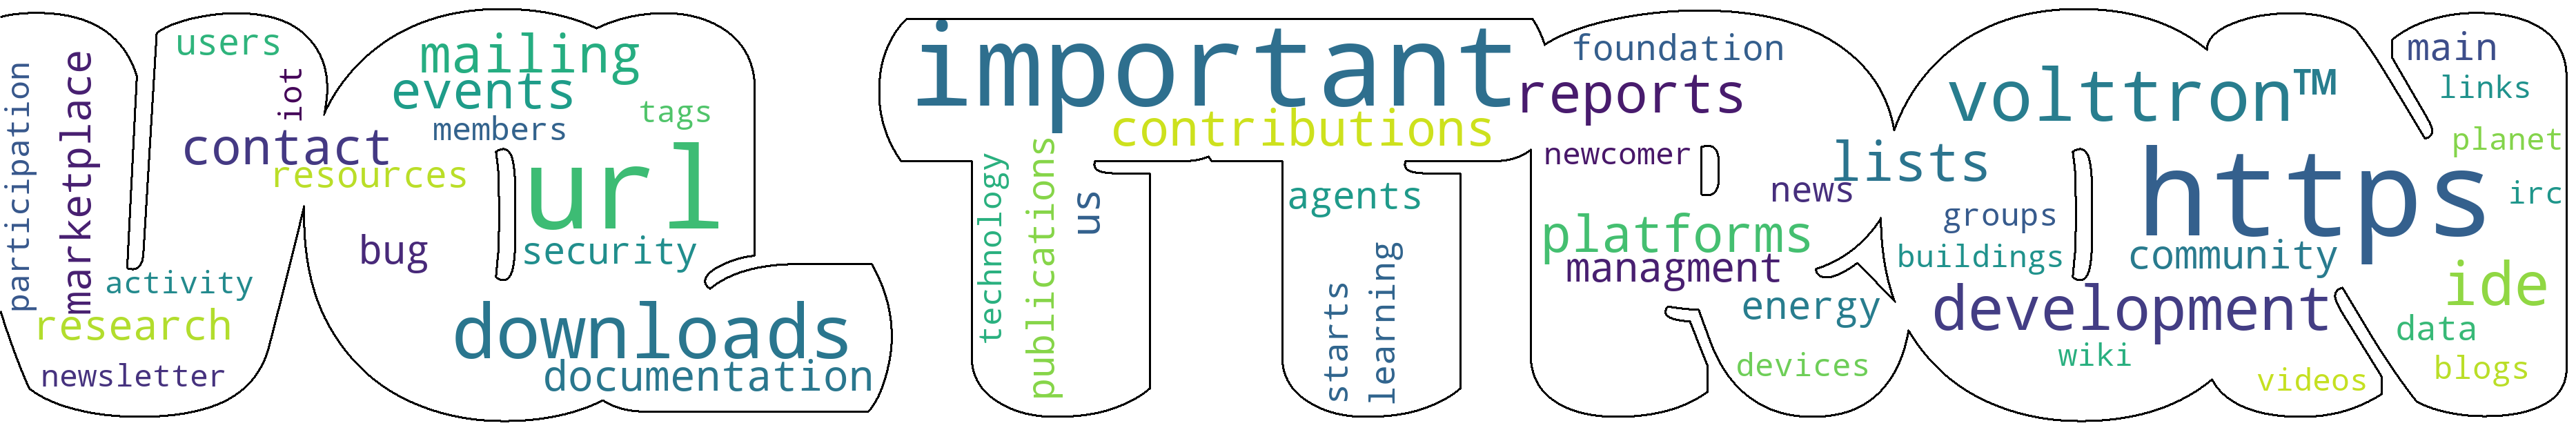 participation
marketplace
users
iot
contact
resources
activity
research
newsletter
mailing
events
members
tags
url
bug
security
downloads
documentation
important
contributions
technology
publications
us
agents
starts
learning
foundation
reports
newcomer
news
lists
platforms
managment
energy
devices
volttron™
https
groups
buildings
community
development
wiki
videos
main
links
planet
irc
ide
data
blogs